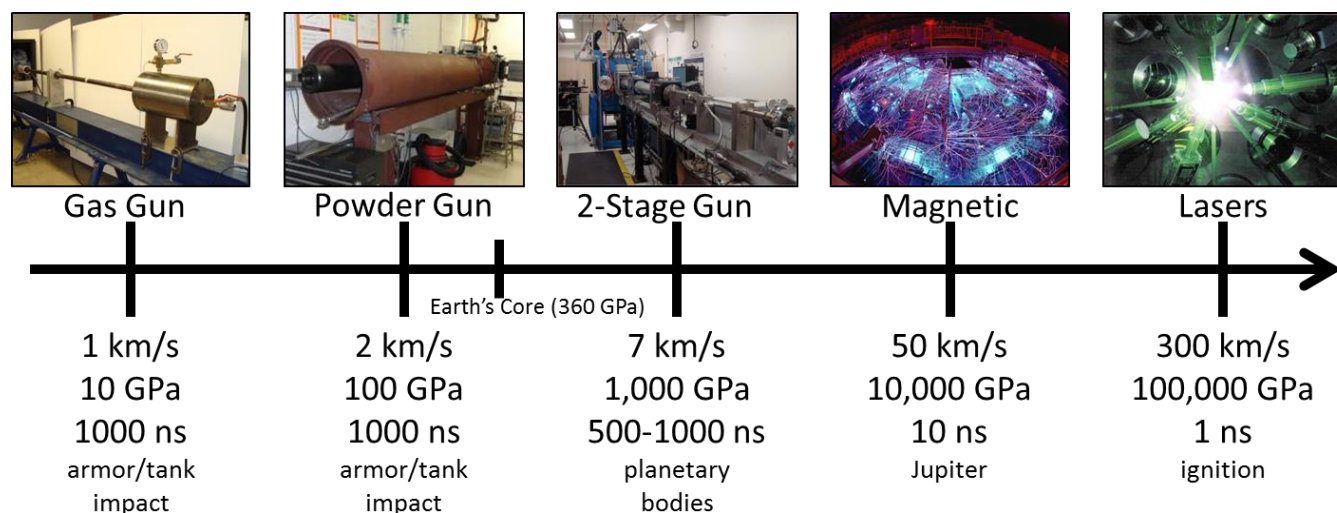 Gas Gun
Powder Gun
2-Stage Gun
Magnetic
Lasers
Earth's Core (360 GPa)
1 km/s
2 km/s
7 km/s
50 km/s
300 km/s
10 GPa
100 GPa
1,000 GPa
10,000 GPa
100,000 GPa
1000 ns
1000 ns
500-1000 ns
10 ns
1 ns
armor/tank
impact
armor/tank
impact
planetary
bodies
Jupiter
ignition